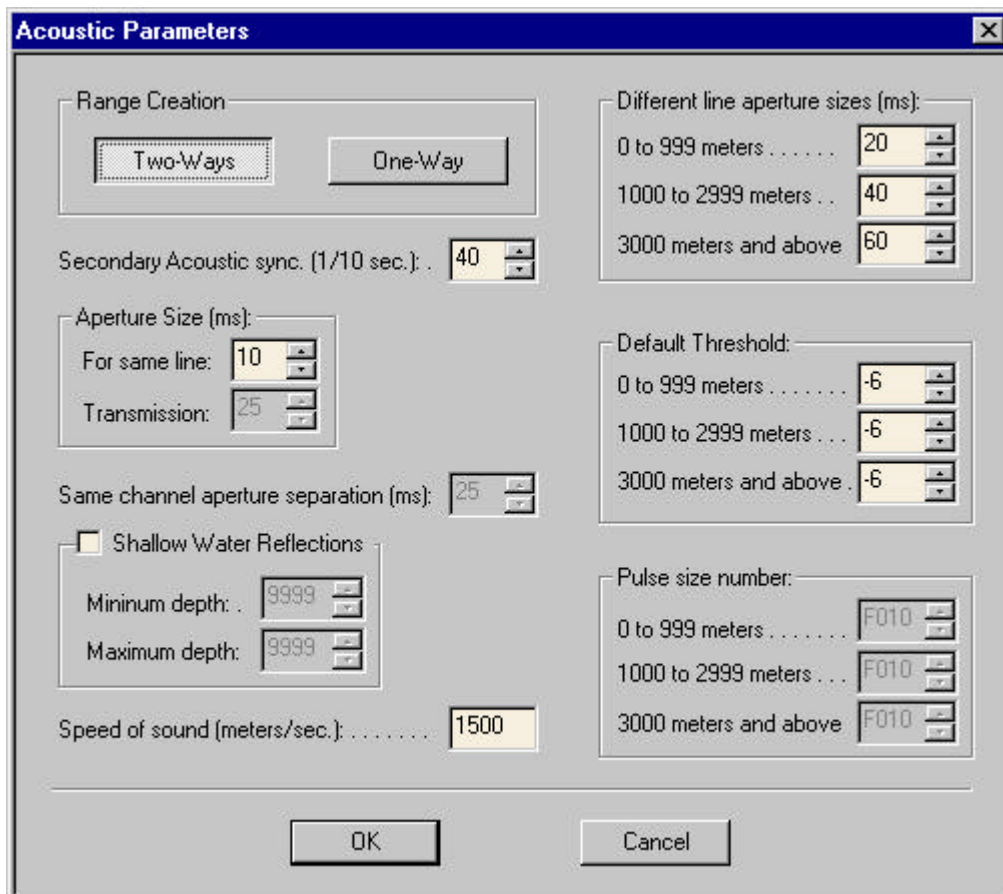 Acoustic Parameters
Range Creation
Two-Ways One-Way
Secondary Acoustic sync. (1/10 sec.): . 40
Aperture Size (ms):
For same line: 10
Transmission: 25
Same channel aperture separation (ms): 25
Shallow Water Reflections
Mininum depth: . 9999
Maximum depth: 9999
Speed of sound (meters/sec.): . . . . . . . 1500
Different line aperture sizes (ms):
0 to 999 meters . . . . . . 20
1000 to 2999 meters . . 40
3000 meters and above 60
Default Threshold:
0 to 999 meters . . . . . . . -6
1000 to 2999 meters . . . -6
3000 meters and above . -6
Pulse size number:
0 to 999 meters . . . . . . . F010
1000 to 2999 meters . . . F010
3000 meters and above F010
OK Cancel